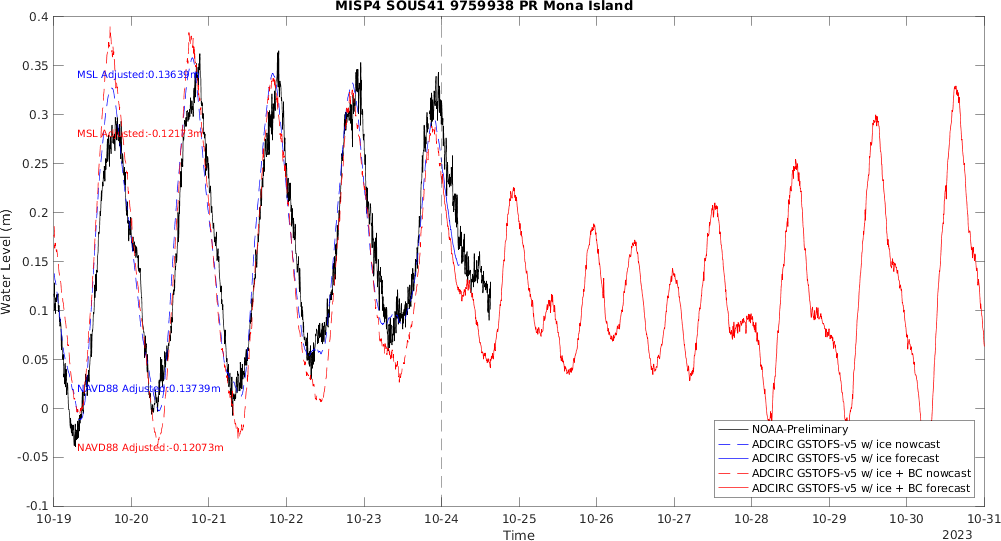 MISP4 SOUS41 9759938 PR Mona Island
0.4
0.35
0.3
0.25
0.2
0.15
0.1
0.05
0
-0.05
-0.1
Water Level (m)
MSL Adjusted:0.13639m
MSL Adjusted:-0.12173m
NAVD88 Adjusted:0.13739m
NAVD88 Adjusted:-0.12073m
NOAA-Preliminary
ADCIRC GSTOFS-v5 w/ ice nowcast
ADCIRC GSTOFS-v5 w/ ice forecast
ADCIRC GSTOFS-v5 w/ ice + BC nowcast
ADCIRC GSTOFS-v5 w/ ice + BC forecast
10-19 10-20 10-21 10-22 10-23 10-24 10-25 10-26 10-27 10-28 10-29 10-30 10-31
Time
2023